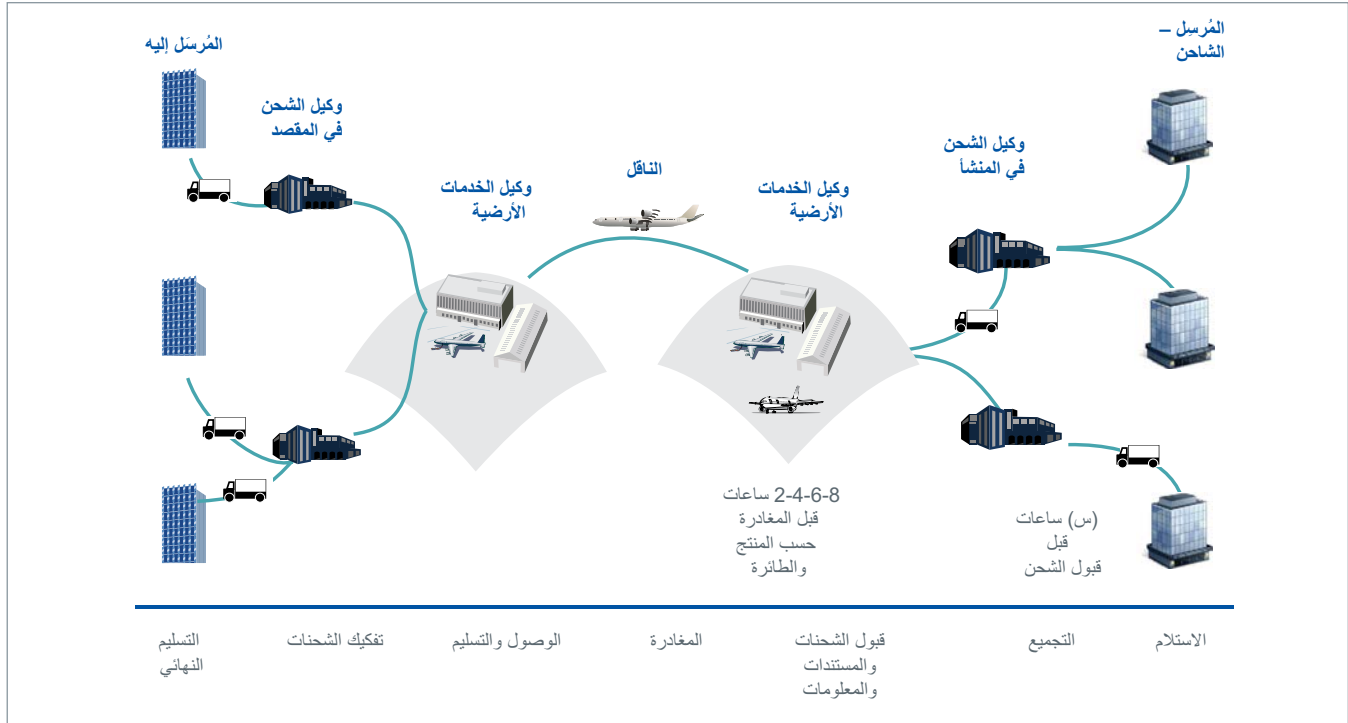 المُرسِل –
الشاحن
وكيل الشحن
في المنشأ
وكيل الخدمات
الأرضية
الناقل
وكيل الخدمات
الأرضية
وكيل الشحن
في المقصد
المُرسَل إليه
(س) ساعات
قبل
قبول الشحن
2-4-6-8 ساعات
قبل المغادرة
حسب المنتج
والطائرة
الاستلام
التجميع
قبول الشحنات
والمستندات
والمعلومات
المغادرة
الوصول والتسليم
تفكيك الشحنات
التسليم
النهائي